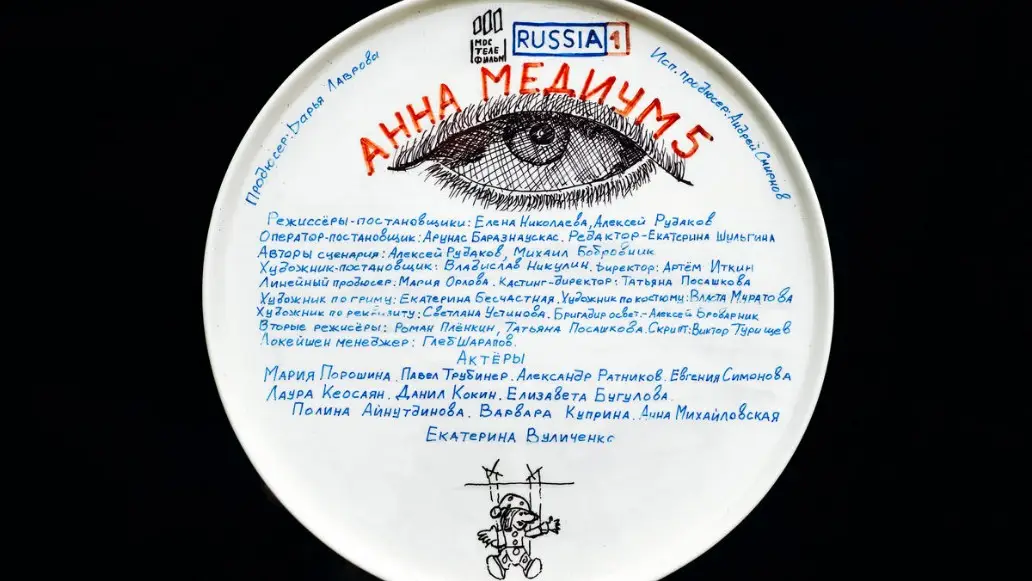 МОС
ТЕЛЕ
ФИЛЬМ
RUSSIA 1
АННА МЕДИУМ 5
Продюсер: Дарья Лаврова
Исп. продюсер: Андрей Смирнов
Режиссёры-постановщики: Елена Николаева, Алексей Рудаков
Оператор-постановщик: Арунас Баразнаускас. Редактор-Екатерина Шульгина
Авторы сценария: Алексей Рудаков, Михаил Бобровник
Художник-постановщик: Владислав Никулин. Директор: Артём Иткин
Линейный продюсер: Мария Орлова. Кастинг-директор: Татьяна Посашкова
Художник по гриму: Екатерина Бесчастная. Художник по костюму: Власта Муратова
Художник по реквизиту: Светлана Устинова. Бригадир освет.-Алексей Броварник
Вторые режисёры: Роман Плёнкин, Татьяна Посашкова. Скрипт: Виктор Турищев
Локейшен менеджер: Глеб Шарапов.
Актёры
Мария Порошина. Павел Трубинер. Александр Ратников. Евгения Симонова
Лаура Кеосаян. Данил Кокин. Елизавета Бугулова.
Полина Айнутдинова. Варвара Куприна. Анна Михайловская
Екатерина Вуличенко